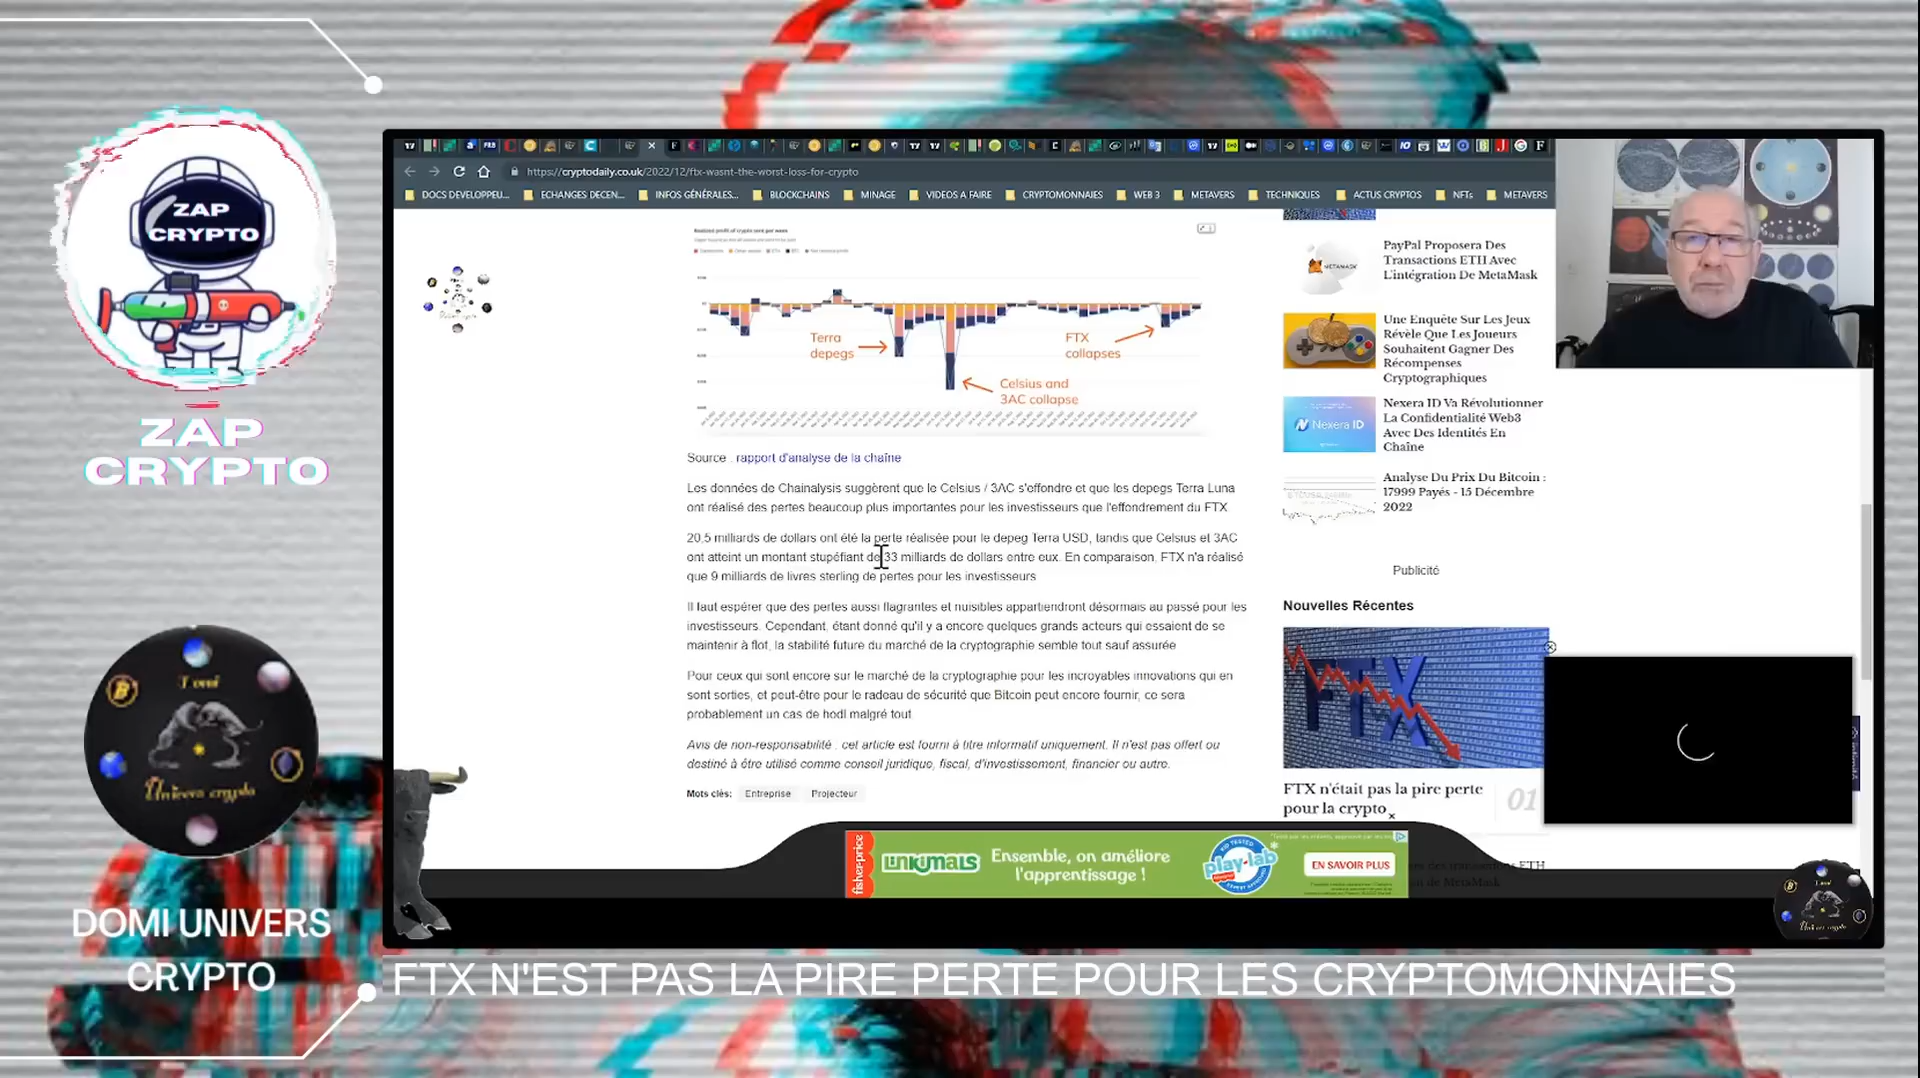 ZAP
CRYPTO
ZAP
CRYPTO
Tomi
Univers crypto
DOMI UNIVERS
CRYPTO
https://cryptodaily.co.uk/2022/12/ftx-wasnt-the-worst-loss-for-crypto
DOCS DEVELOPPEU...
ECHANGES DECEN...
INFOS GÉNÉRALES...
BLOCKCHAINS
MINAGE
VIDEOS A FAIRE
CRYPTOMONNAIES
WEB 3
METAVERS
TECHNIQUES
ACTUS CRYPTOS
NFTs
METAVERS
Terra
depegs
Celsius and
3AC collapse
FTX
collapses
Source : rapport d'analyse de la chaîne
Les données de Chainalysis suggèrent que le Celsius / 3AC s'effondre et que les depegs Terra Luna
ont réalisé des pertes beaucoup plus importantes pour les investisseurs que l'effondrement du FTX
20,5 milliards de dollars ont été la perte réalisée pour le depeg Terra USD, tandis que Celsius et 3AC
ont atteint un montant stupéfiant de 33 milliards de dollars entre eux. En comparaison, FTX n'a réalisé
que 9 milliards de livres sterling de pertes pour les investisseurs
Il faut espérer que des pertes aussi flagrantes et nuisibles appartiendront désormais au passé pour les
investisseurs. Cependant, étant donné qu'il y a encore quelques grands acteurs qui essaient de se
maintenir à flot, la stabilité future du marché de la cryptographie semble tout sauf assurée
Pour ceux qui sont encore sur le marché de la cryptographie pour les incroyables innovations qui en
sont sorties, et peut-être pour le radeau de sécurité que Bitcoin peut encore fournir, ce sera
probablement un cas de hodl malgré tout
Avis de non-responsabilité : cet article est fourni à titre informatif uniquement. Il n'est pas offert ou
destiné à être utilisé comme conseil juridique, fiscal, d'investissement, financier ou autre.
Mots clés: Entreprise Projecteur
METAMASK
PayPal Proposera Des
Transactions ETH Avec
L'intégration De MetaMask
Une Enquête Sur Les Jeux
Révèle Que Les Joueurs
Souhaitent Gagner Des
Récompenses
Cryptographiques
Nexera ID
Nexera ID Va Révolutionner
La Confidentialité Web3
Avec Des Identités En
Chaîne
Analyse Du Prix Du Bitcoin :
17999 Payés - 15 Décembre
2022
Publicité
Nouvelles Récentes
FTX
FTX n'était pas la pire perte
pour la crypto
01
fisher-price
LINKIMALS
Ensemble, on améliore
l'apprentissage !
play-lab
EN SAVOIR PLUS
des transactions ETH
de MetaMask
FTX N'EST PAS LA PIRE PERTE POUR LES CRYPTOMONNAIES